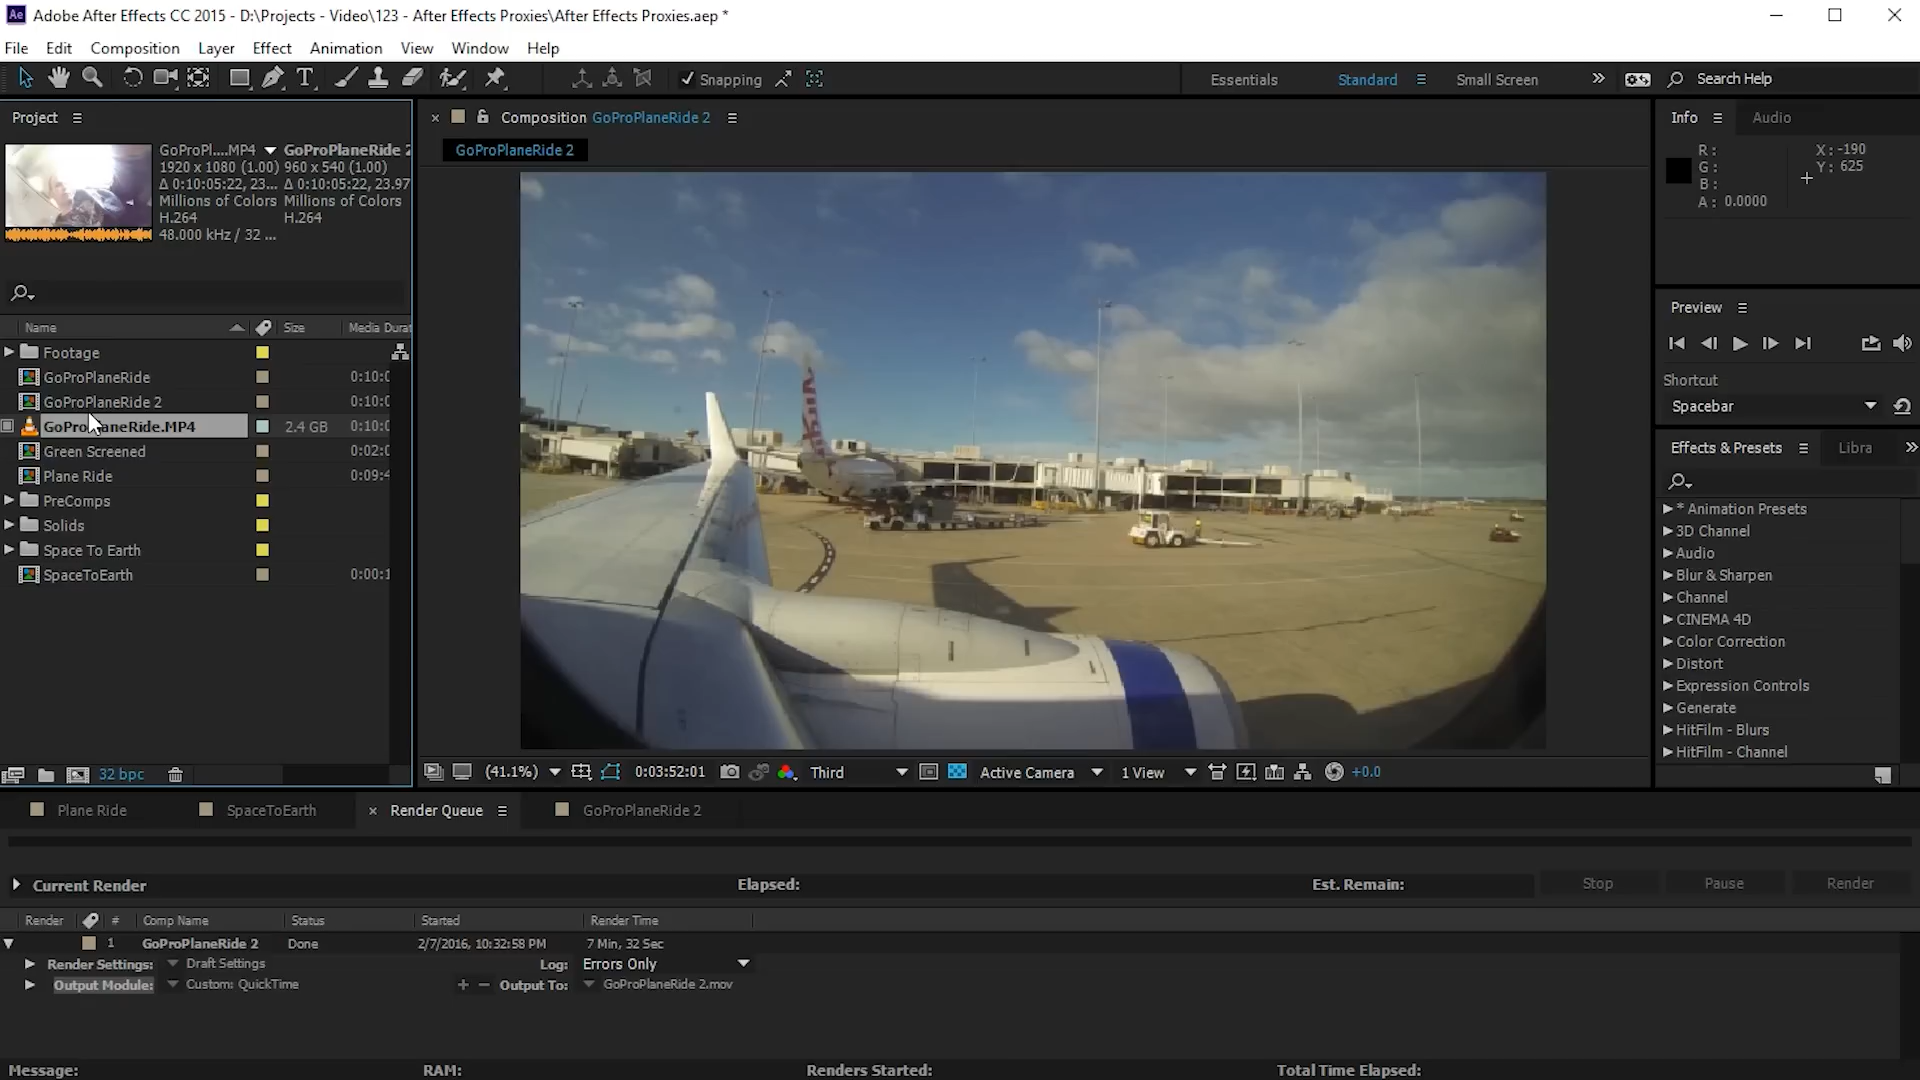 Ae Adobe After Effects CC 2015 - D:\Projects - Video\123 - After Effects Proxies\After Effects Proxies.aep *
File Edit Composition Layer Effect Animation View Window Help
Snapping Essentials Standard Small Screen Search Help
Project
GoProPl....MP4 GoProPlaneRide 2
1920 x 1080 (1.00) 960 x 540 (1.00)
Δ 0:10:05:22, 23... Δ 0:10:05:22, 23.97
Millions of Colors Millions of Colors
H.264 H.264
48.000 kHz / 32 ...
Name Size Media Durat
Footage
GoProPlaneRide 0:10:0
GoProPlaneRide 2 0:10:0
GoProPlaneRide.MP4 2.4 GB 0:10:0
Green Screened 0:02:0
Plane Ride 0:09:4
PreComps
Solids
Space To Earth
SpaceToEarth 0:00:1
32 bpc
Composition GoProPlaneRide 2
GoProPlaneRide 2
(41.1%) 0:03:52:01 Third Active Camera 1 View +0.0
Info Audio
R: X: -190
G: Y: 625
B:
A: 0.0000
Preview
Shortcut
Spacebar
Effects & Presets Libra
* Animation Presets
3D Channel
Audio
Blur & Sharpen
Channel
CINEMA 4D
Color Correction
Distort
Expression Controls
Generate
HitFilm - Blurs
HitFilm - Channel
Plane Ride SpaceToEarth Render Queue GoProPlaneRide 2
Current Render Elapsed: Est. Remain: Stop Pause Render
Render # Comp Name Status Started Render Time
1 GoProPlaneRide 2 Done 2/7/2016, 10:32:58 PM 7 Min, 32 Sec
Render Settings: Draft Settings Log: Errors Only
Output Module: Custom: QuickTime + − Output To: GoProPlaneRide 2.mov
Message: RAM: Renders Started: Total Time Elapsed: